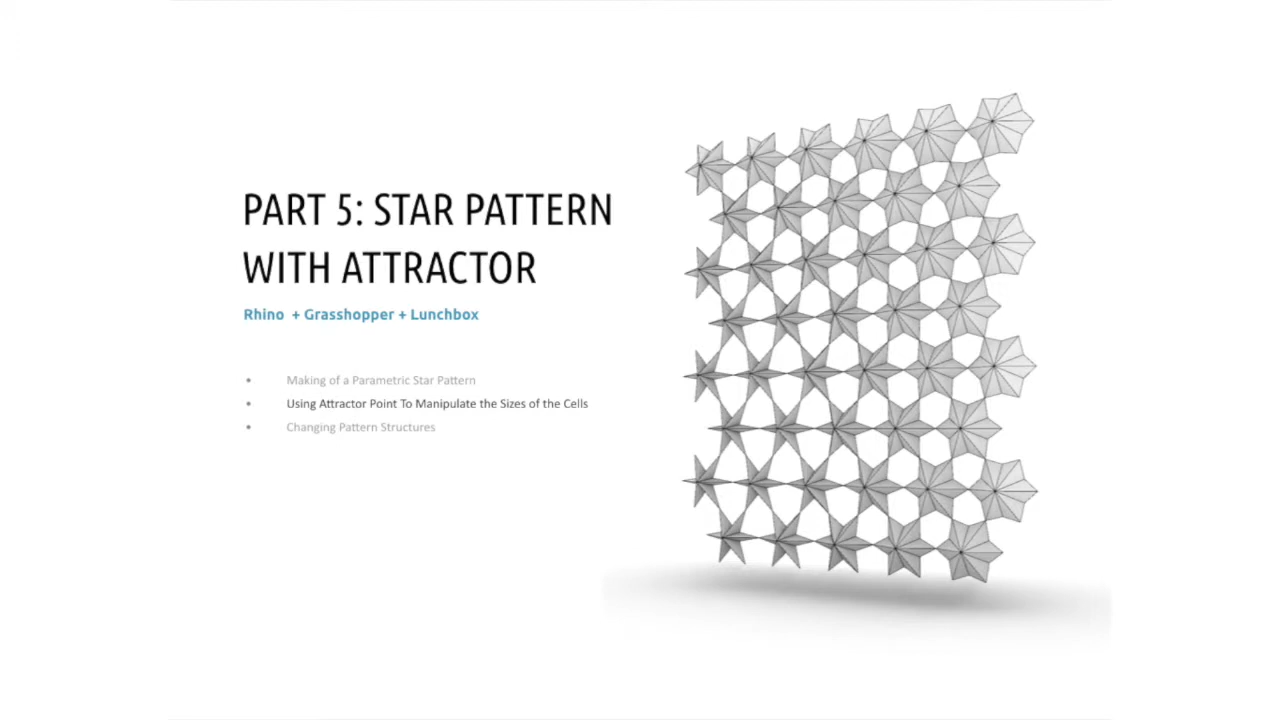 PART 5: STAR PATTERN
WITH ATTRACTOR
Rhino + Grasshopper + Lunchbox
• Making of a Parametric Star Pattern
• Using Attractor Point To Manipulate the Sizes of the Cells
• Changing Pattern Structures